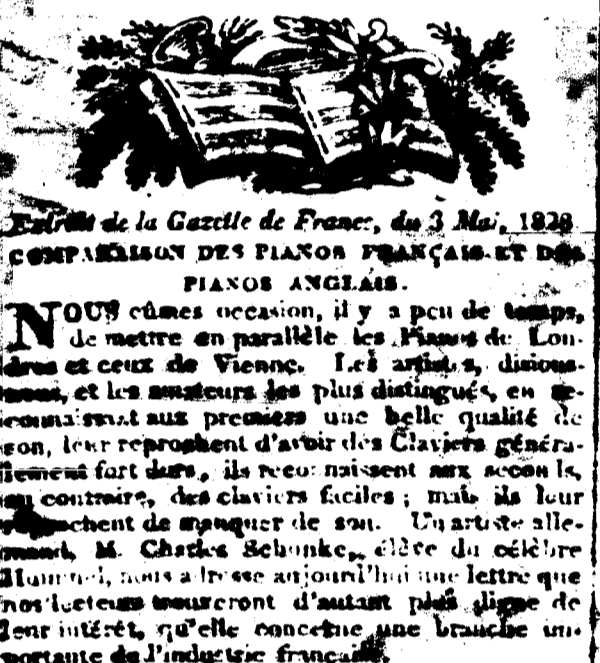 Extrait de la Gazette de France, du 3 Mai, 1828
COMPARAISON DES PIANOS FRANÇAIS ET DES
PIANOS ANGLAIS.
NOUS eûmes occasion, il y a peu de temps,
de mettre en parallèle les Pianos de Lon-
dres et ceux de Vienne. Les artistes, disions-
nous, et les amateurs les plus distingués, en re-
connaissant aux premiers une belle qualité de
son, leur reprochent d'avoir des Claviers généra-
lement fort durs, ils reconnaissent aux seconds,
au contraire, des claviers faciles ; mais ils leur
reprochent de manquer de son. Un artiste alle-
mand, M. Charles Schunke, élève du célèbre
Hummel, nous adresse aujourd'hui une lettre que
nos lecteurs trouveront d'autant plus digne de
leur intérêt, qu'elle concerne une branche im-
portante de l'industrie française.